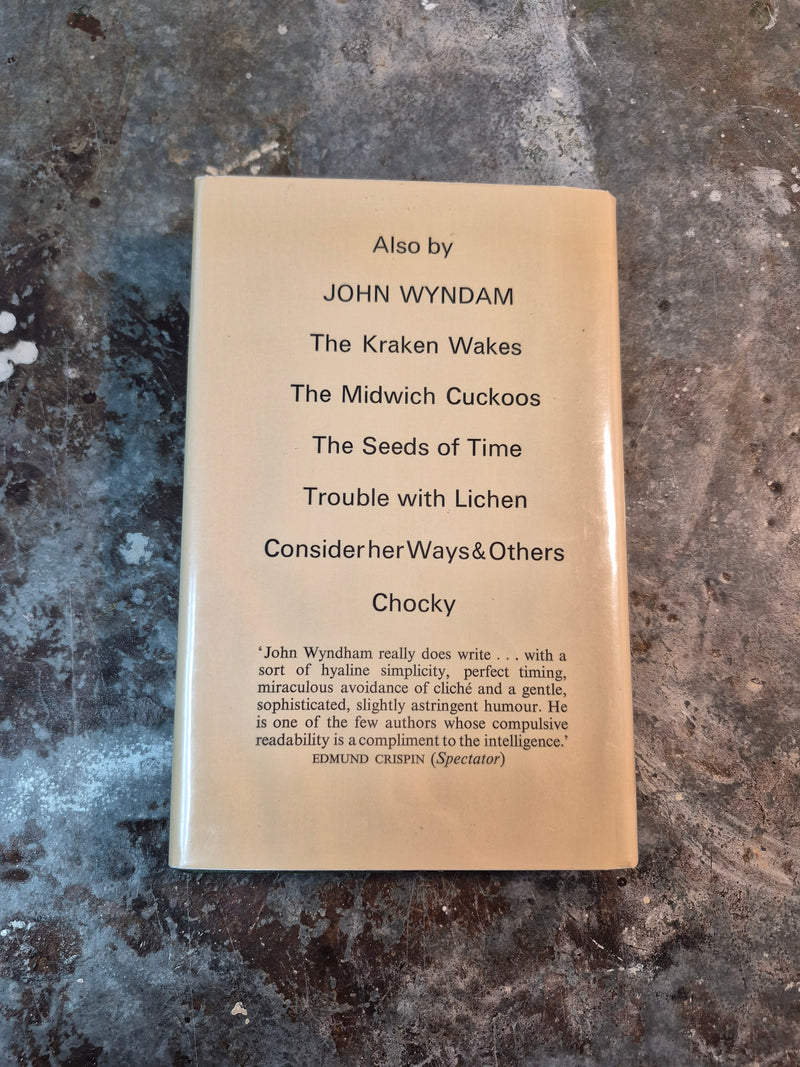 Also by
JOHN WYNDAM
The Kraken Wakes
The Midwich Cuckoos
The Seeds of Time
Trouble with Lichen
Consider her Ways & Others
Chocky
‘John Wyndham really does write . . . with a
sort of hyaline simplicity, perfect timing,
miraculous avoidance of cliché and a gentle,
sophisticated, slightly astringent humour. He
is one of the few authors whose compulsive
readability is a compliment to the intelligence.’
EDMUND CRISPIN (Spectator)